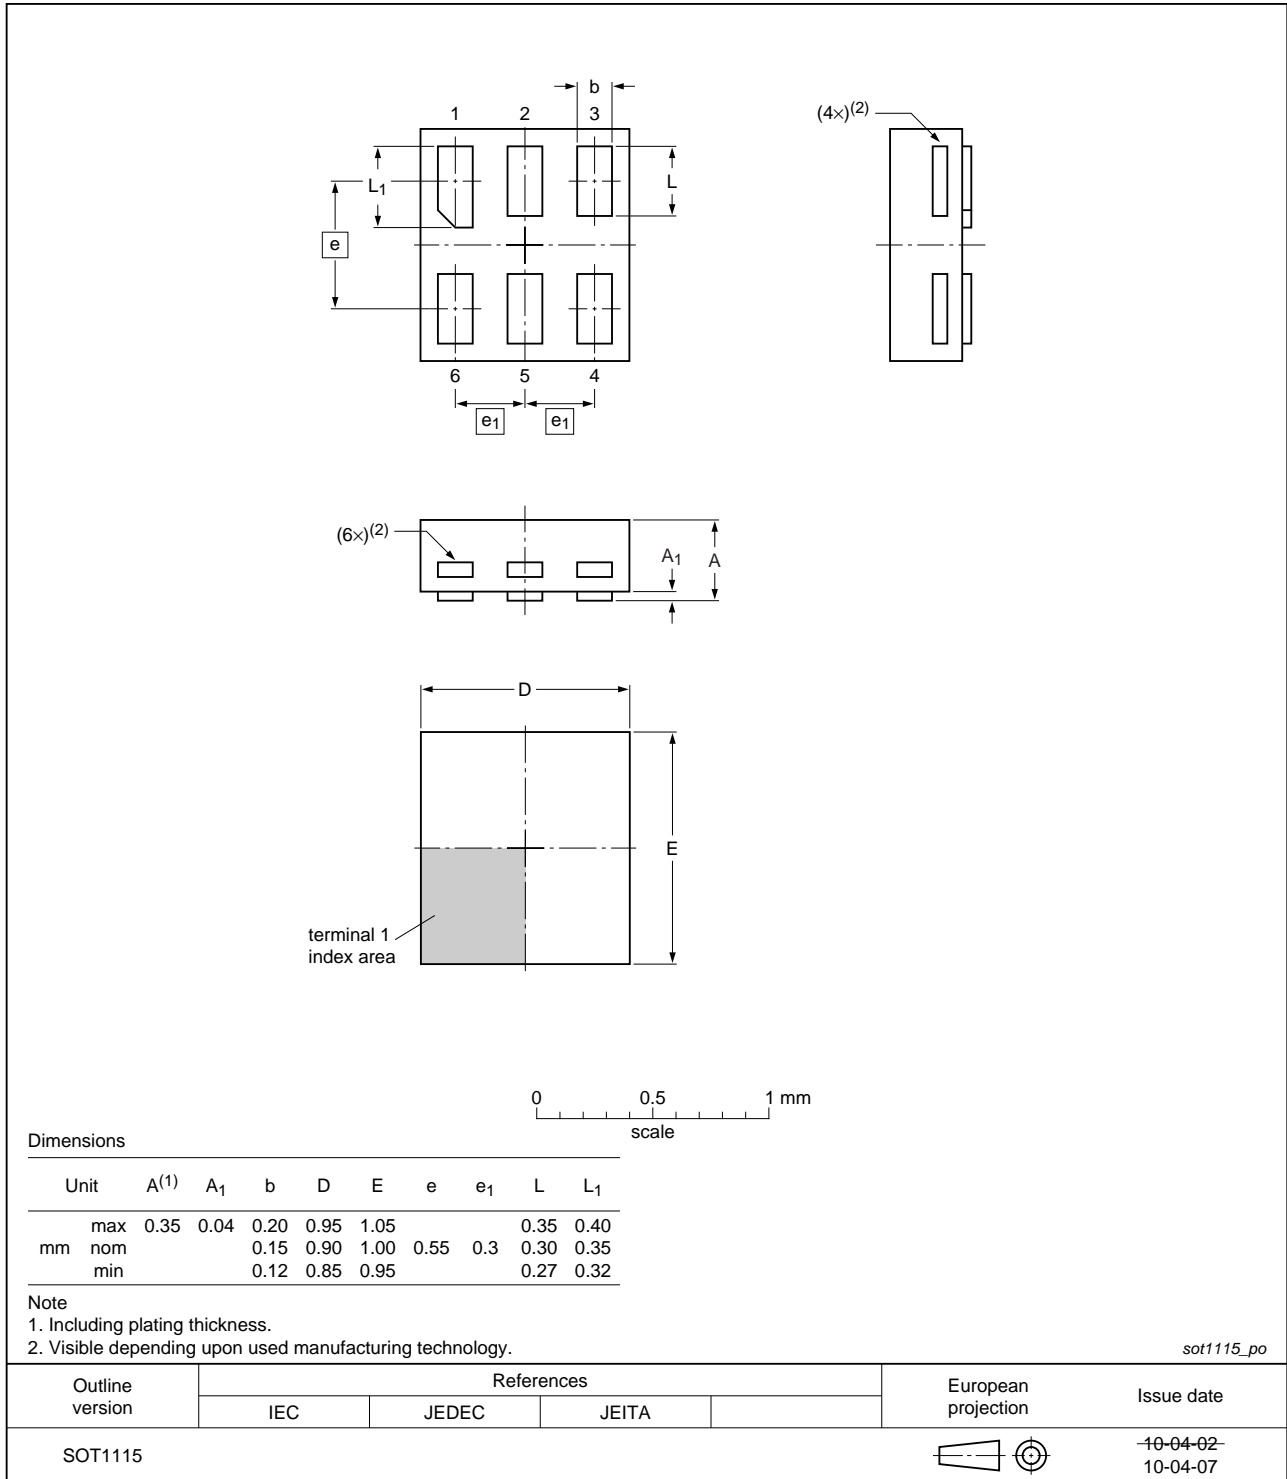 b
1 2 3
(4×)(2)
L1
L
e
6 5 4
e1 e1
(6×)(2)
A1 A
D
E
terminal 1
index area
0 0.5 1 mm
scale
Dimensions
Unit A(1) A1 b D E e e1 L L1
max 0.35 0.04 0.20 0.95 1.05 0.35 0.40
mm nom 0.15 0.90 1.00 0.55 0.3 0.30 0.35
min 0.12 0.85 0.95 0.27 0.32
Note
1. Including plating thickness.
2. Visible depending upon used manufacturing technology.
sot1115_po
Outline version
References
European projection
Issue date
IEC JEDEC JEITA
SOT1115
10-04-02
10-04-07